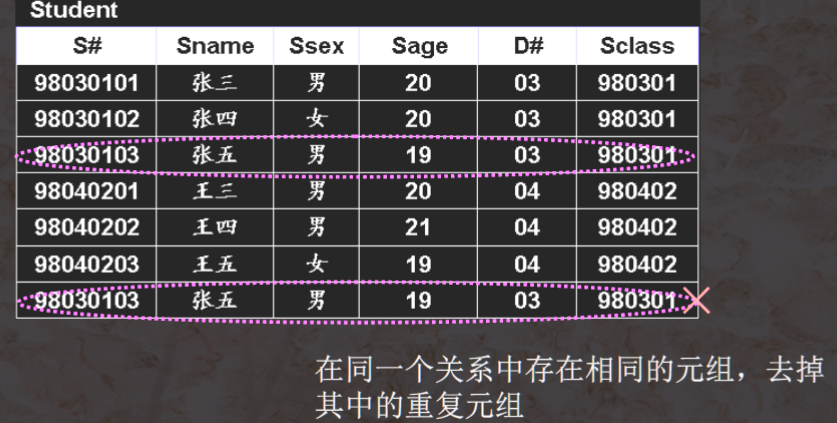 Student
S# Sname Ssex Sage D# Sclass
98030101 张三 男 20 03 980301
98030102 张四 女 20 03 980301
98030103 张五 男 19 03 980301
98040201 王三 男 20 04 980402
98040202 王四 男 21 04 980402
98040203 王五 女 19 04 980402
98030103 张五 男 19 03 980301
在同一个关系中存在相同的元组，去掉
其中的重复元组